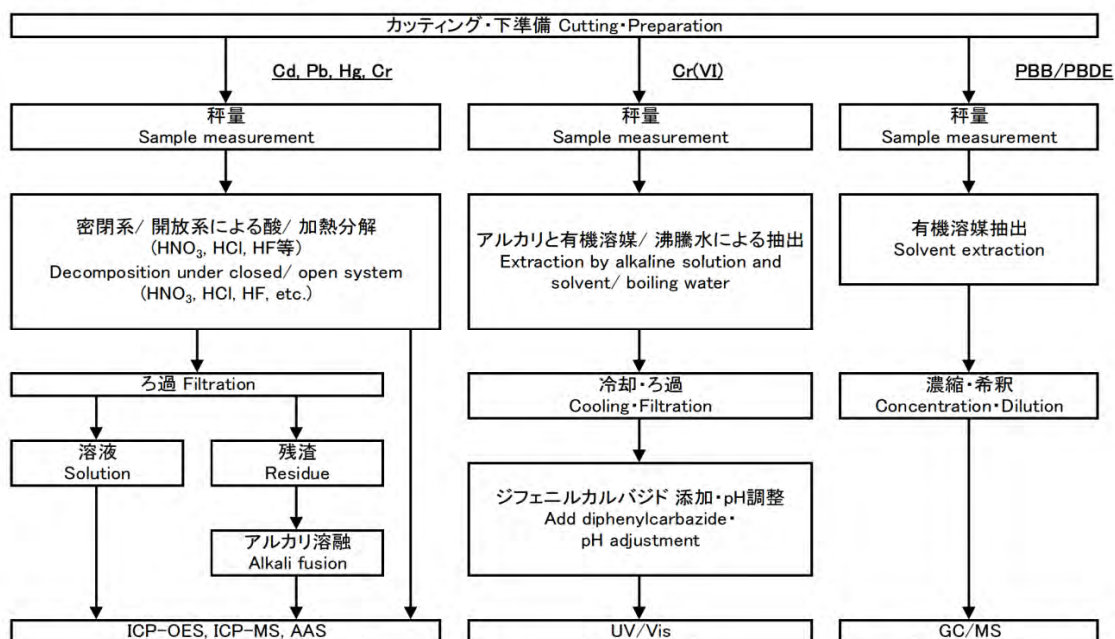 カッティング・下準備 Cutting・Preparation
Cd, Pb, Hg, Cr
Cr(VI)
PBB/PBDE
秤量
Sample measurement
秤量
Sample measurement
秤量
Sample measurement
密閉系/ 開放系による酸/ 加熱分解
(HNO₃, HCl, HF等)
Decomposition under closed/ open system
(HNO₃, HCl, HF, etc.)
アルカリと有機溶媒/ 沸騰水による抽出
Extraction by alkaline solution and
solvent/ boiling water
有機溶媒抽出
Solvent extraction
ろ過 Filtration
冷却・ろ過
Cooling・Filtration
濃縮・希釈
Concentration・Dilution
溶液
Solution
残渣
Residue
ジフェニルカルバジド 添加・pH調整
Add diphenylcarbazide・
pH adjustment
アルカリ溶融
Alkali fusion
ICP-OES, ICP-MS, AAS
UV/Vis
GC/MS